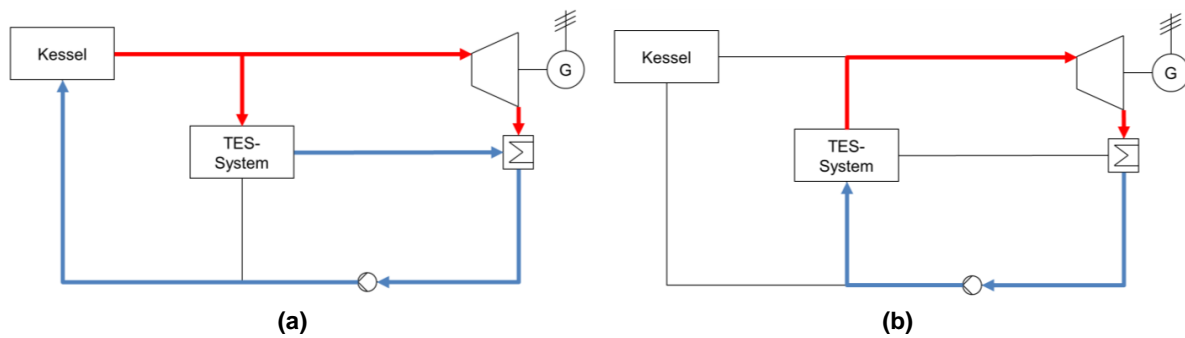 Kessel
G
TES-
System
(a)
Kessel
G
TES-
System
(b)